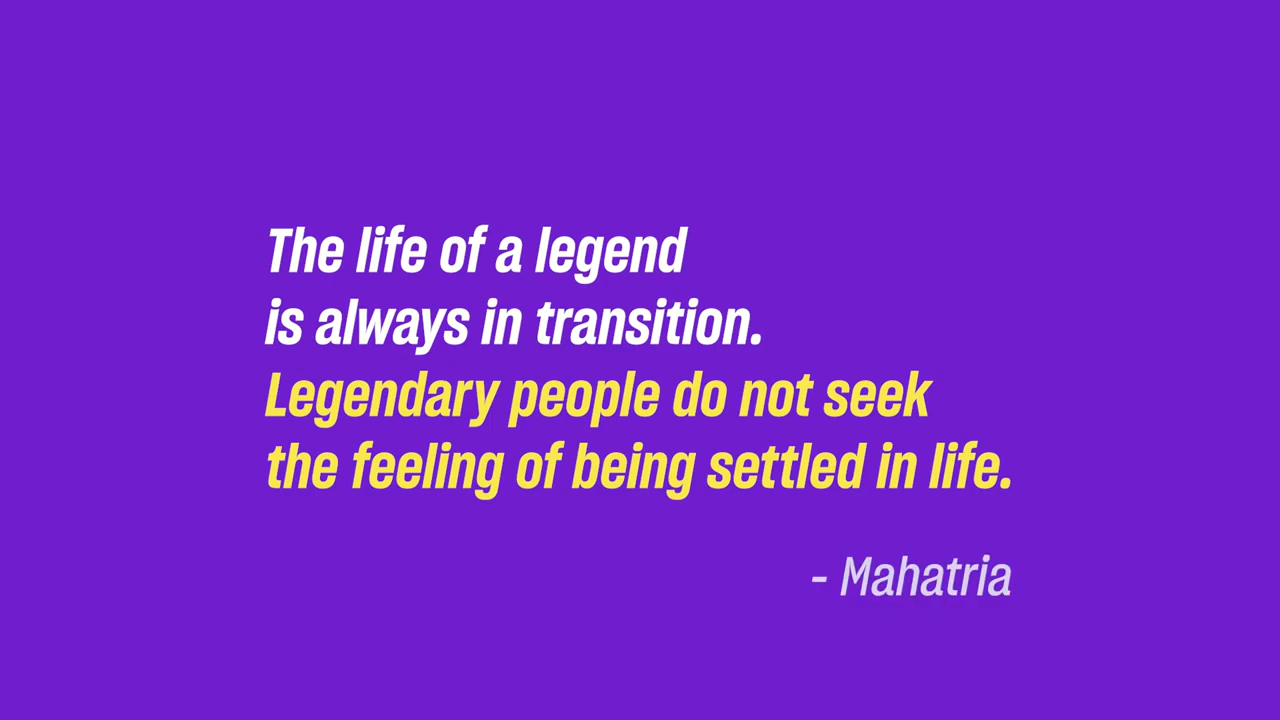 The life of a legend
is always in transition.
Legendary people do not seek
the feeling of being settled in life.
- Mahatria